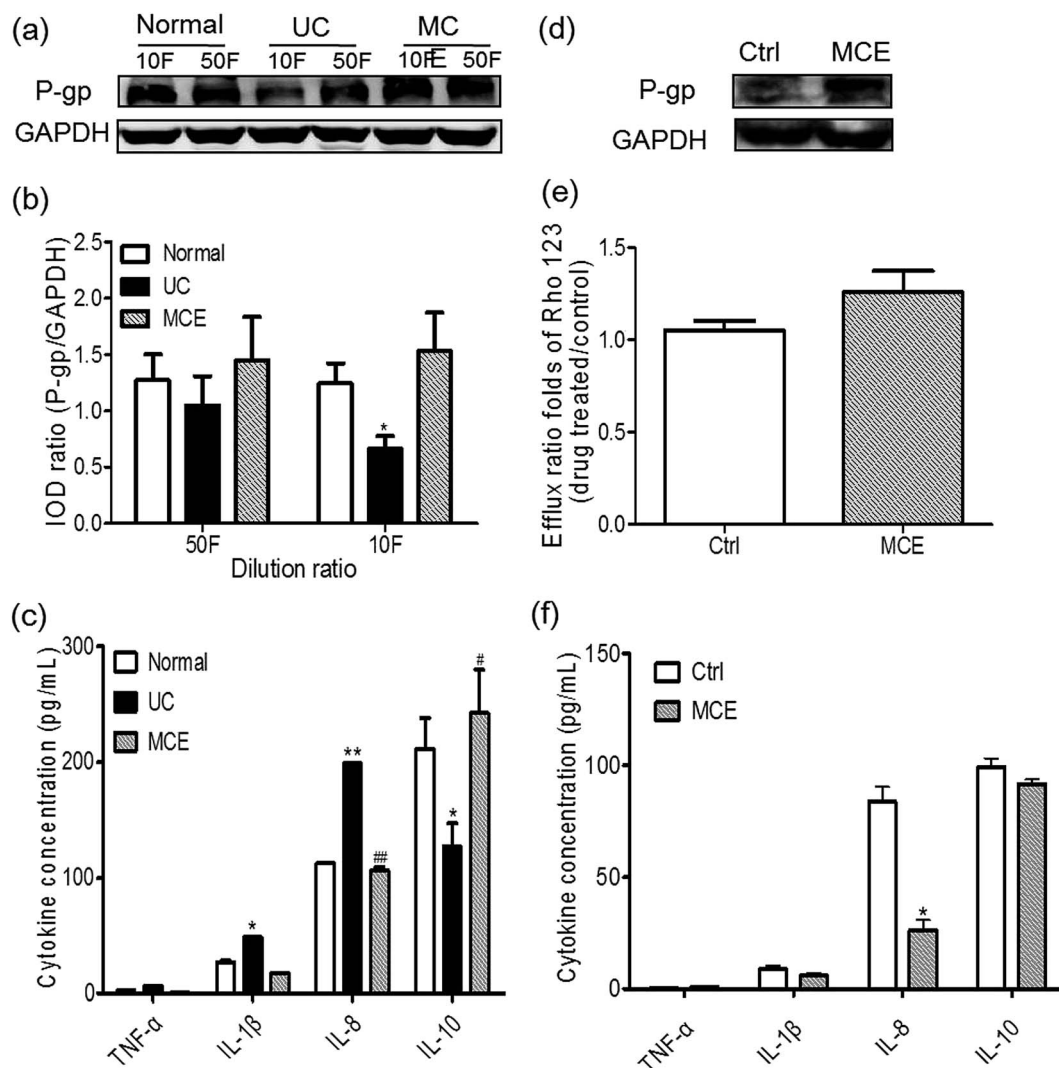 (a)
Normal UC MC
E
10F 50F 10F 50F 10F 50F
P-gp
GAPDH
(d)
Ctrl MCE
P-gp
GAPDH
(b)
IOD ratio (P-gp/GAPDH)
2.5
2.0
1.5
1.0
0.5
0.0
Normal
UC
MCE
*
50F 10F
Dilution ratio
(e)
Efflux ratio folds of Rho 123
(drug treated/control)
1.5
1.0
0.5
0.0
Ctrl MCE
(c)
Cytokine concentration (pg/mL)
300
200
100
0
Normal
UC
MCE
* ** ## * #
TNF-α IL-1β IL-8 IL-10
(f)
Cytokine concentration (pg/mL)
150
100
50
0
Ctrl
MCE
*
TNF-α IL-1β IL-8 IL-10